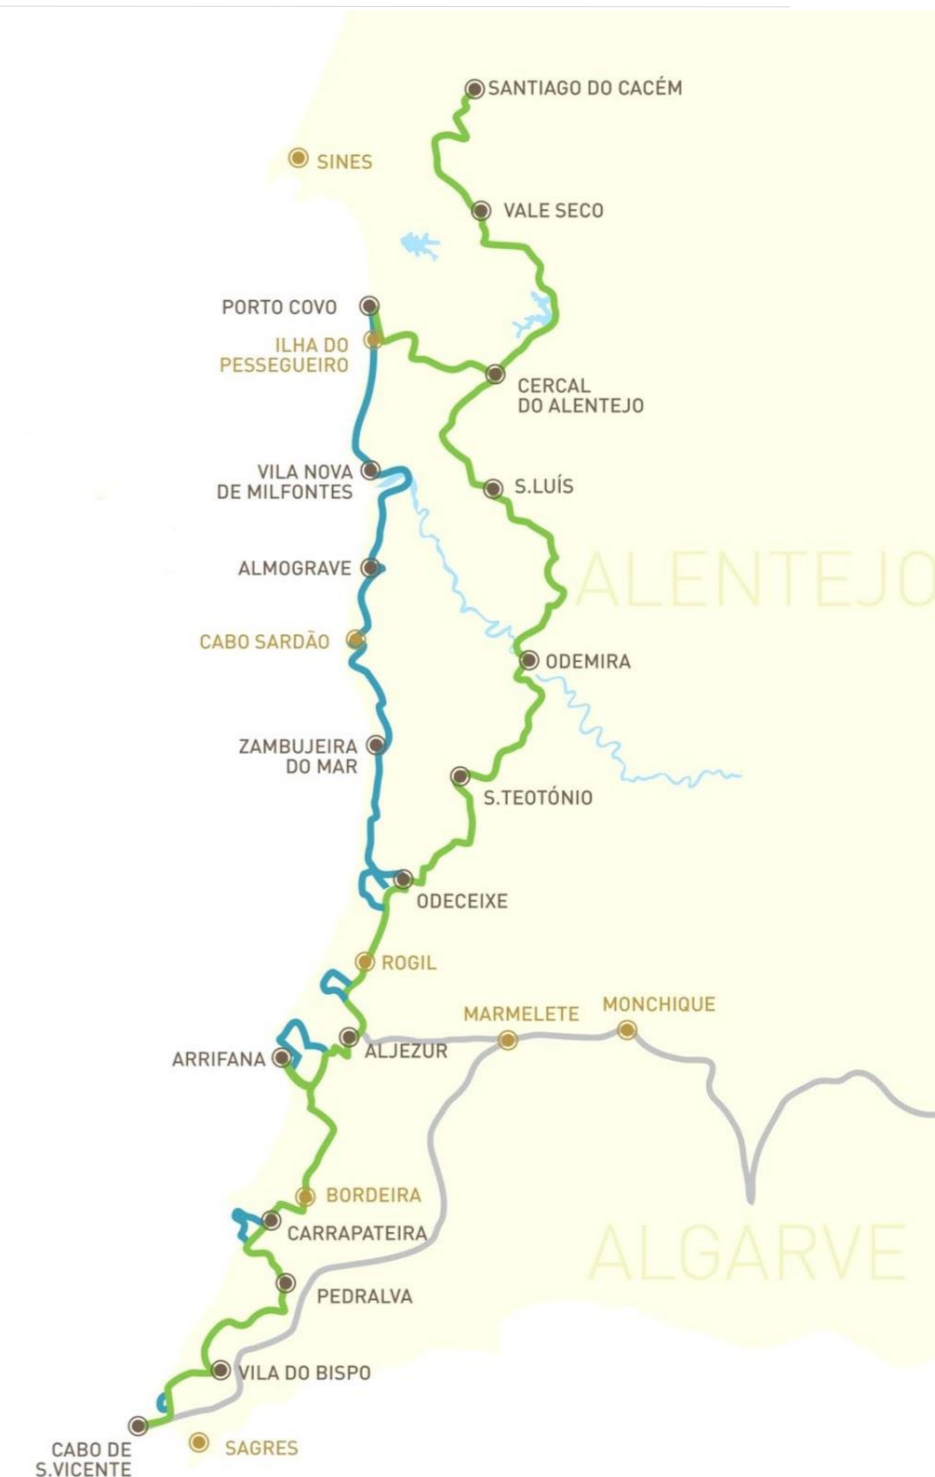 SANTIAGO DO CACÉM
SINES
VALE SECO
PORTO COVO
ILHA DO
PESSEGUEIRO
CERCAL
DO ALENTEJO
VILA NOVA
DE MILFONTES
S.LUÍS
ALENTEJO
ALMOGRAVE
CABO SARDÃO
ODEMIRA
ZAMBUJEIRA
DO MAR
S.TEOTÓNIO
ODECEIXE
ROGIL
MARMELETE
MONCHIQUE
ARRIFANA
ALJEZUR
BORDEIRA
CARRAPATEIRA
ALGARVE
PEDRALVA
VILA DO BISPO
CABO DE
S.VICENTE
SAGRES